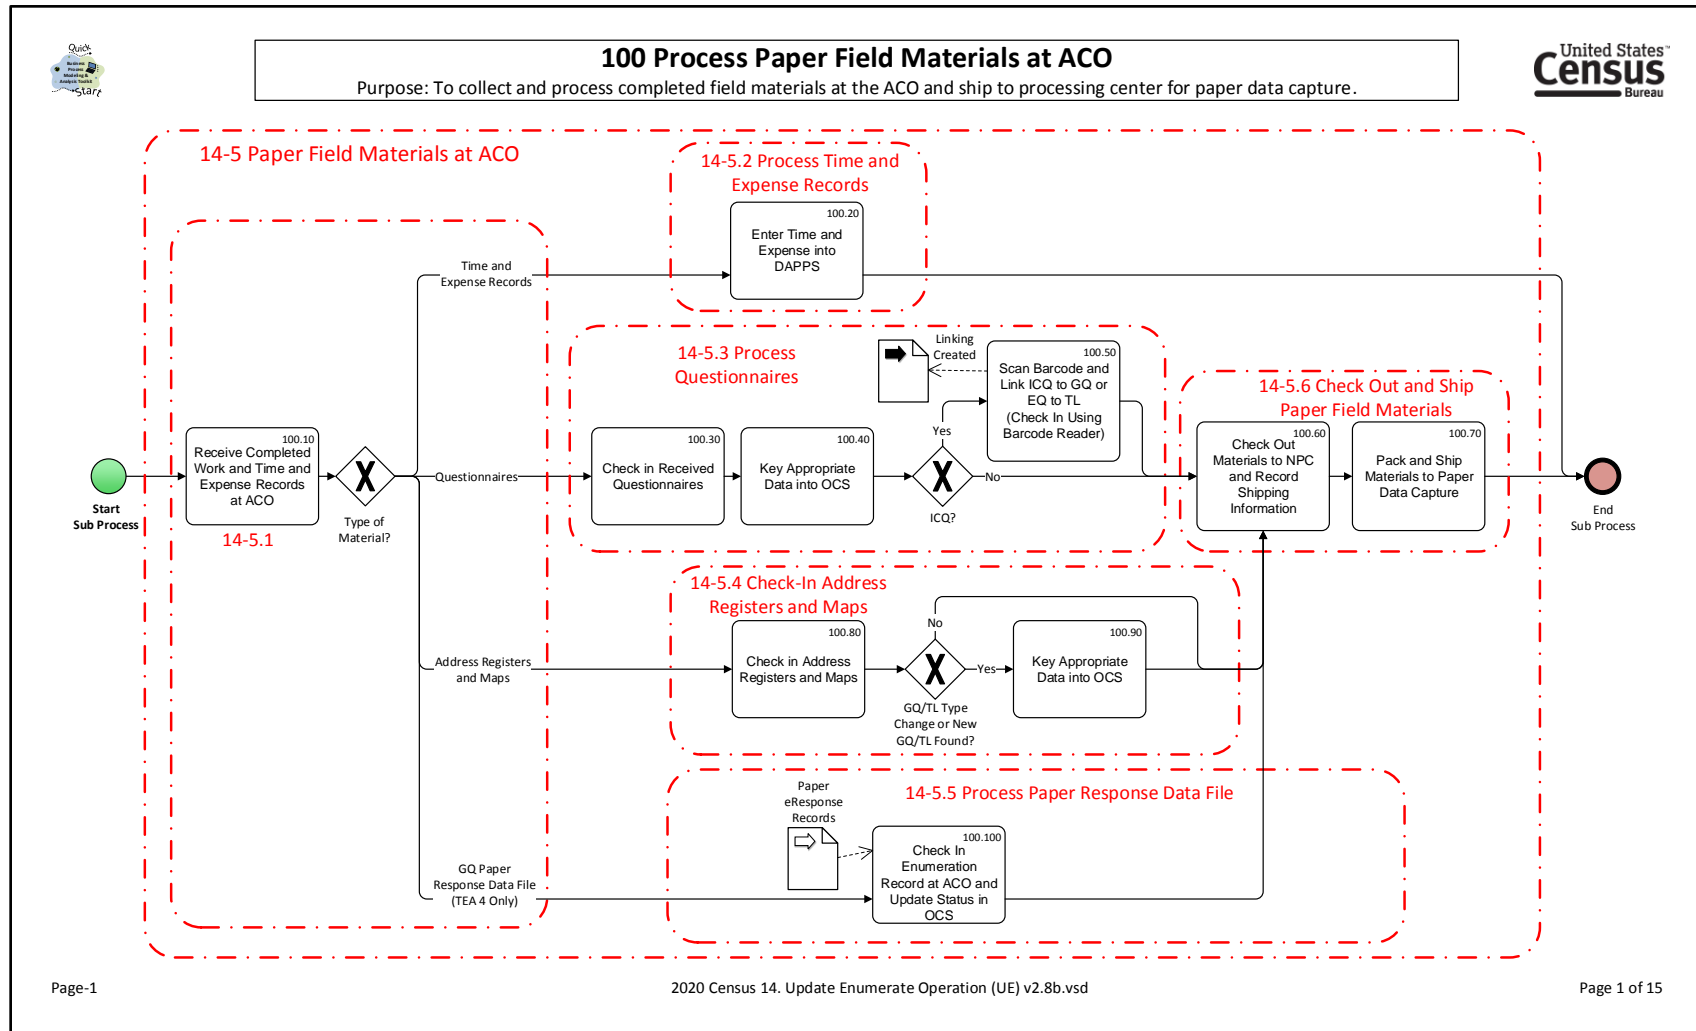 Quick
Business
Process
Modeling &
Analysis Toolkit
Start
100 Process Paper Field Materials at ACO
Purpose: To collect and process completed field materials at the ACO and ship to processing center for paper data capture.
United States™
Census
Bureau
14-5 Paper Field Materials at ACO
14-5.2 Process Time and
Expense Records
100.20
Enter Time and
Expense into
DAPPS
Time and
Expense Records
14-5.3 Process
Questionnaires
Linking
Created
100.50
Scan Barcode and
Link ICQ to GQ or
EQ to TL
(Check In Using
Barcode Reader)
14-5.6 Check Out and Ship
Paper Field Materials
100.10
Receive Completed
Work and Time and
Expense Records
at ACO
14-5.1
Start
Sub Process
X
Type of
Material?
Questionnaires
100.30
Check in Received
Questionnaires
100.40
Key Appropriate
Data into OCS
Yes
X
No
ICQ?
100.60
Check Out
Materials to NPC
and Record
Shipping
Information
100.70
Pack and Ship
Materials to Paper
Data Capture
End
Sub Process
14-5.4 Check-In Address
Registers and Maps
Address Registers
and Maps
100.80
Check in Address
Registers and Maps
No
X
Yes
GQ/TL Type
Change or New
GQ/TL Found?
100.90
Key Appropriate
Data into OCS
14-5.5 Process Paper Response Data File
Paper
eResponse
Records
GQ Paper
Response Data File
(TEA 4 Only)
100.100
Check In
Enumeration
Record at ACO and
Update Status in
OCS
Page-1
2020 Census 14. Update Enumerate Operation (UE) v2.8b.vsd
Page 1 of 15